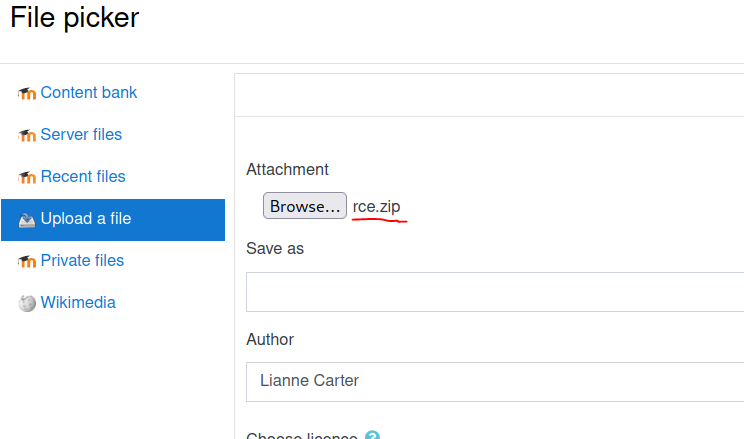 File picker
Content bank
Server files
Recent files
Upload a file
Private files
Wikimedia
Attachment
Browse... rce.zip
Save as
Author
Lianne Carter
Choose licence